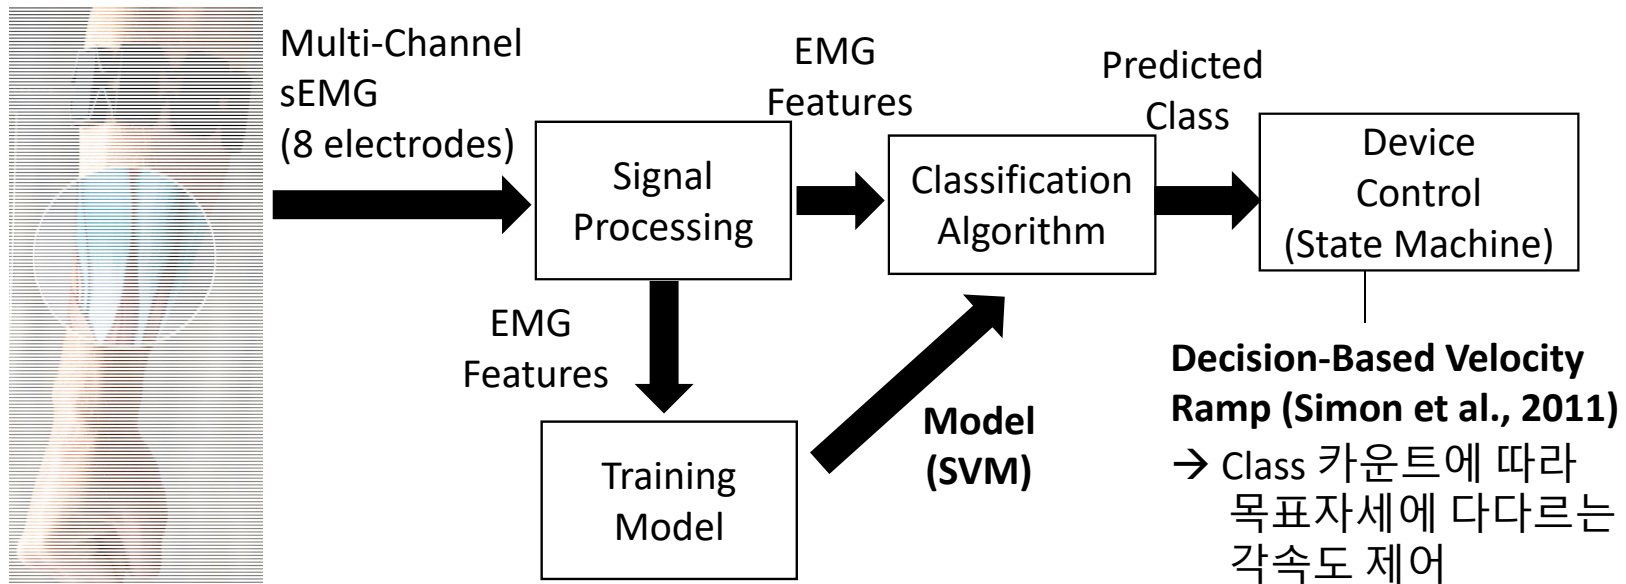 Multi-Channel
sEMG
(8 electrodes)
Signal
Processing
EMG
Features
Classification
Algorithm
Predicted
Class
Device
Control
(State Machine)
EMG
Features
Training
Model
Model
(SVM)
Decision-Based Velocity
Ramp (Simon et al., 2011)
→ Class 카운트에 따라
목표자세에 다다르는
각속도 제어